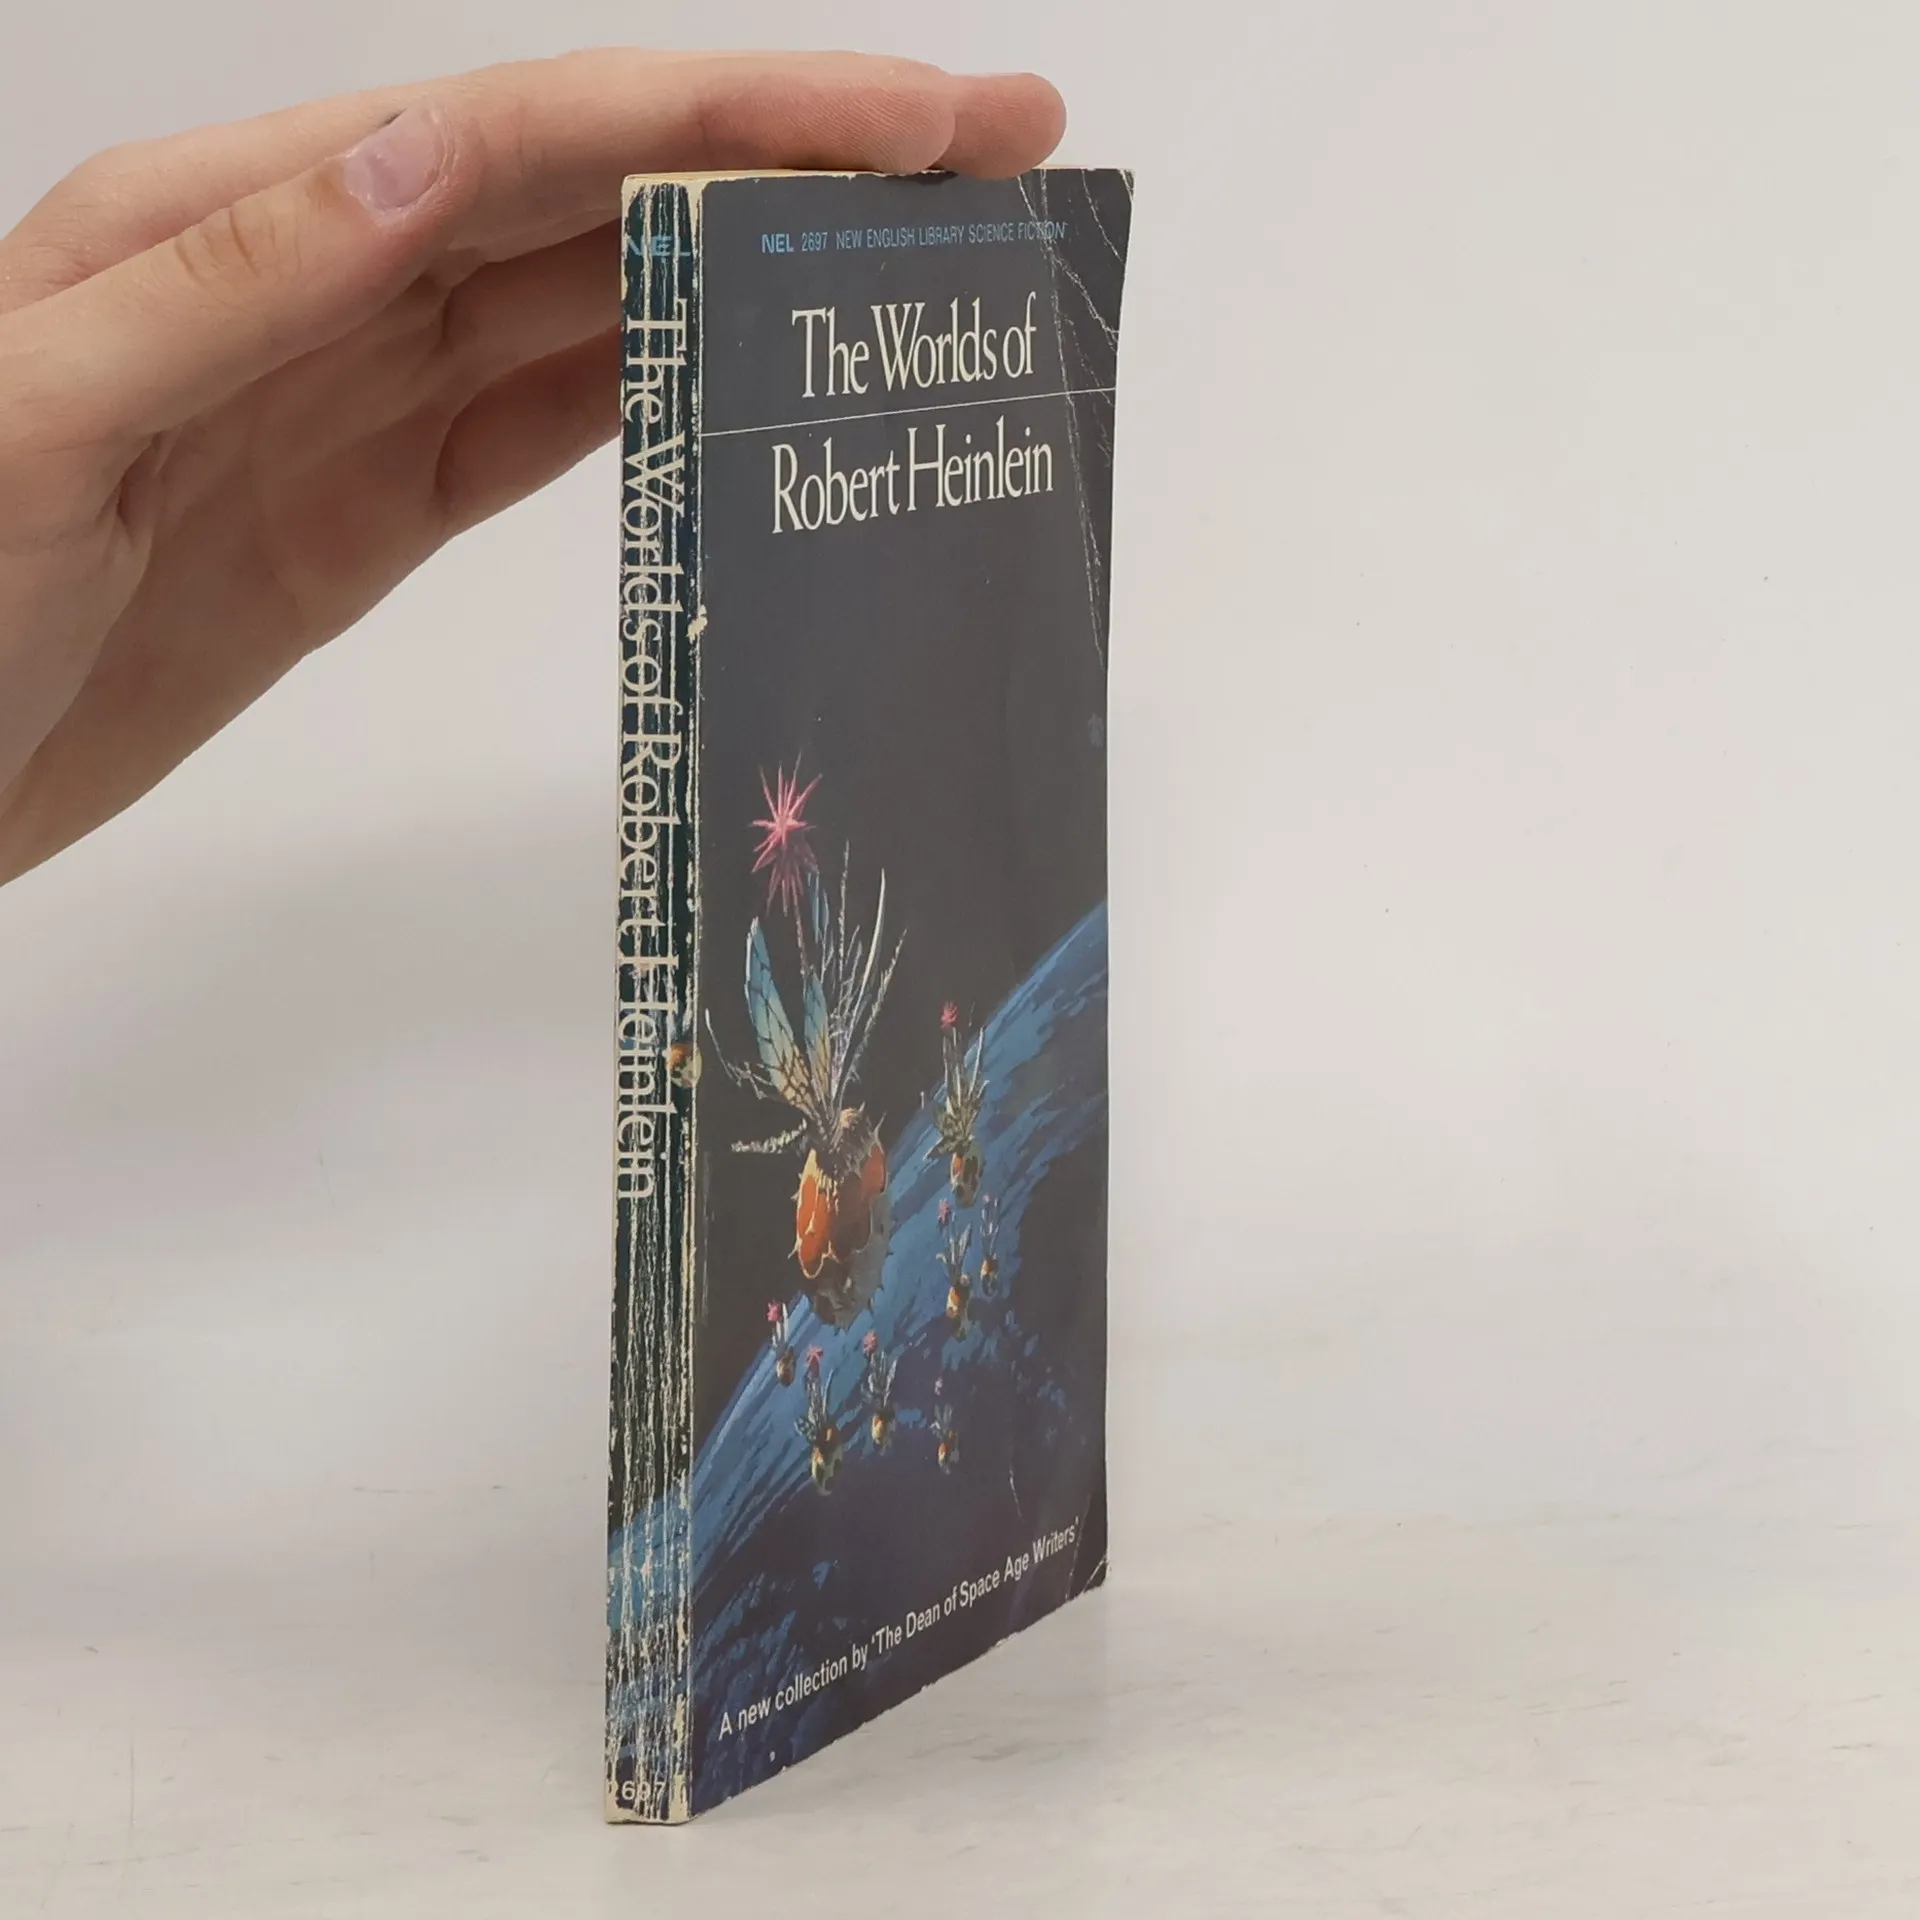 NEL
The Worlds of Robert Heinlein
2697
NEL 2697 NEW ENGLISH LIBRARY SCIENCE FICTION
The Worlds of
Robert Heinlein
A new collection by 'The Dean of Space Age Writers'